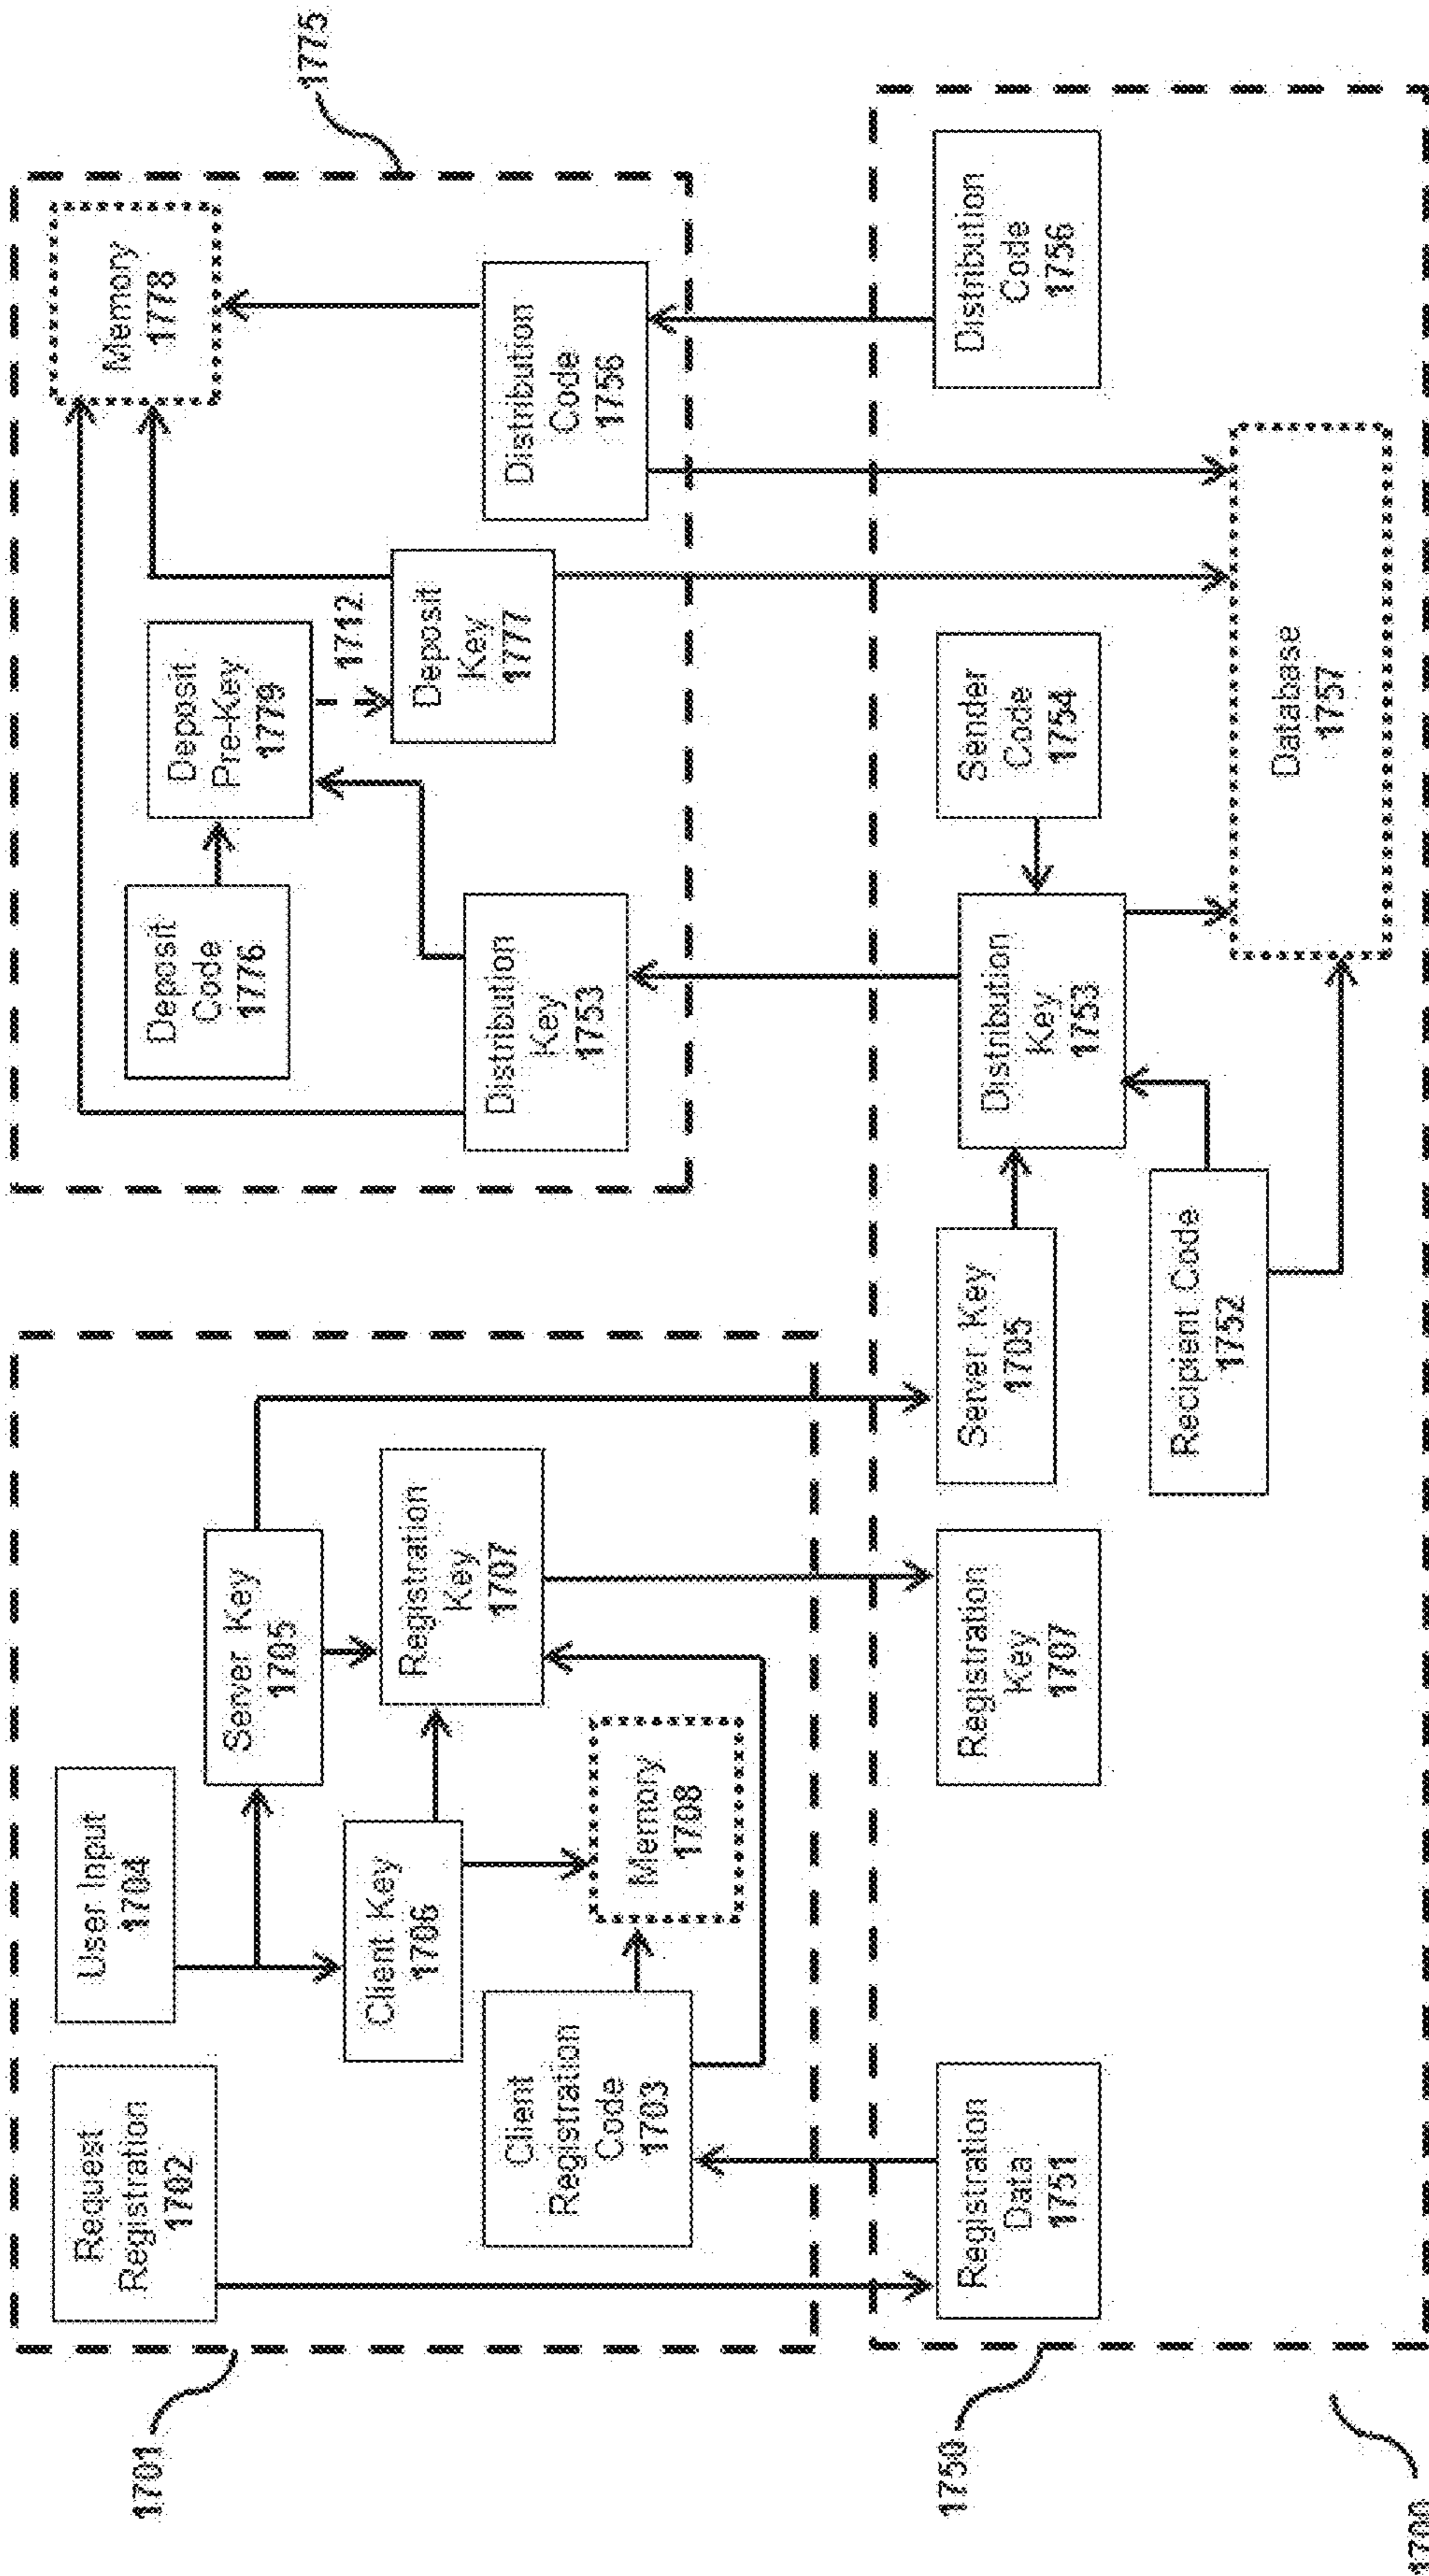 1701
Request
Registration
1702
User Input
1704
Server Key
1705
Client Key
1706
Registration
Key
1707
Client
Registration
Code
1703
Memory
1708
1775
Memory
1778
Deposit
Code
1776
Deposit
Pre-Key
1779
1712
Deposit
Key
1777
Distribution
Key
1753
Distribution
Code
1756
1750
Registration
Data
1751
Registration
Key
1707
Server Key
1705
Recipient Code
1752
Distribution
Key
1753
Sender
Code
1754
Distribution
Code
1756
Database
1757
1700